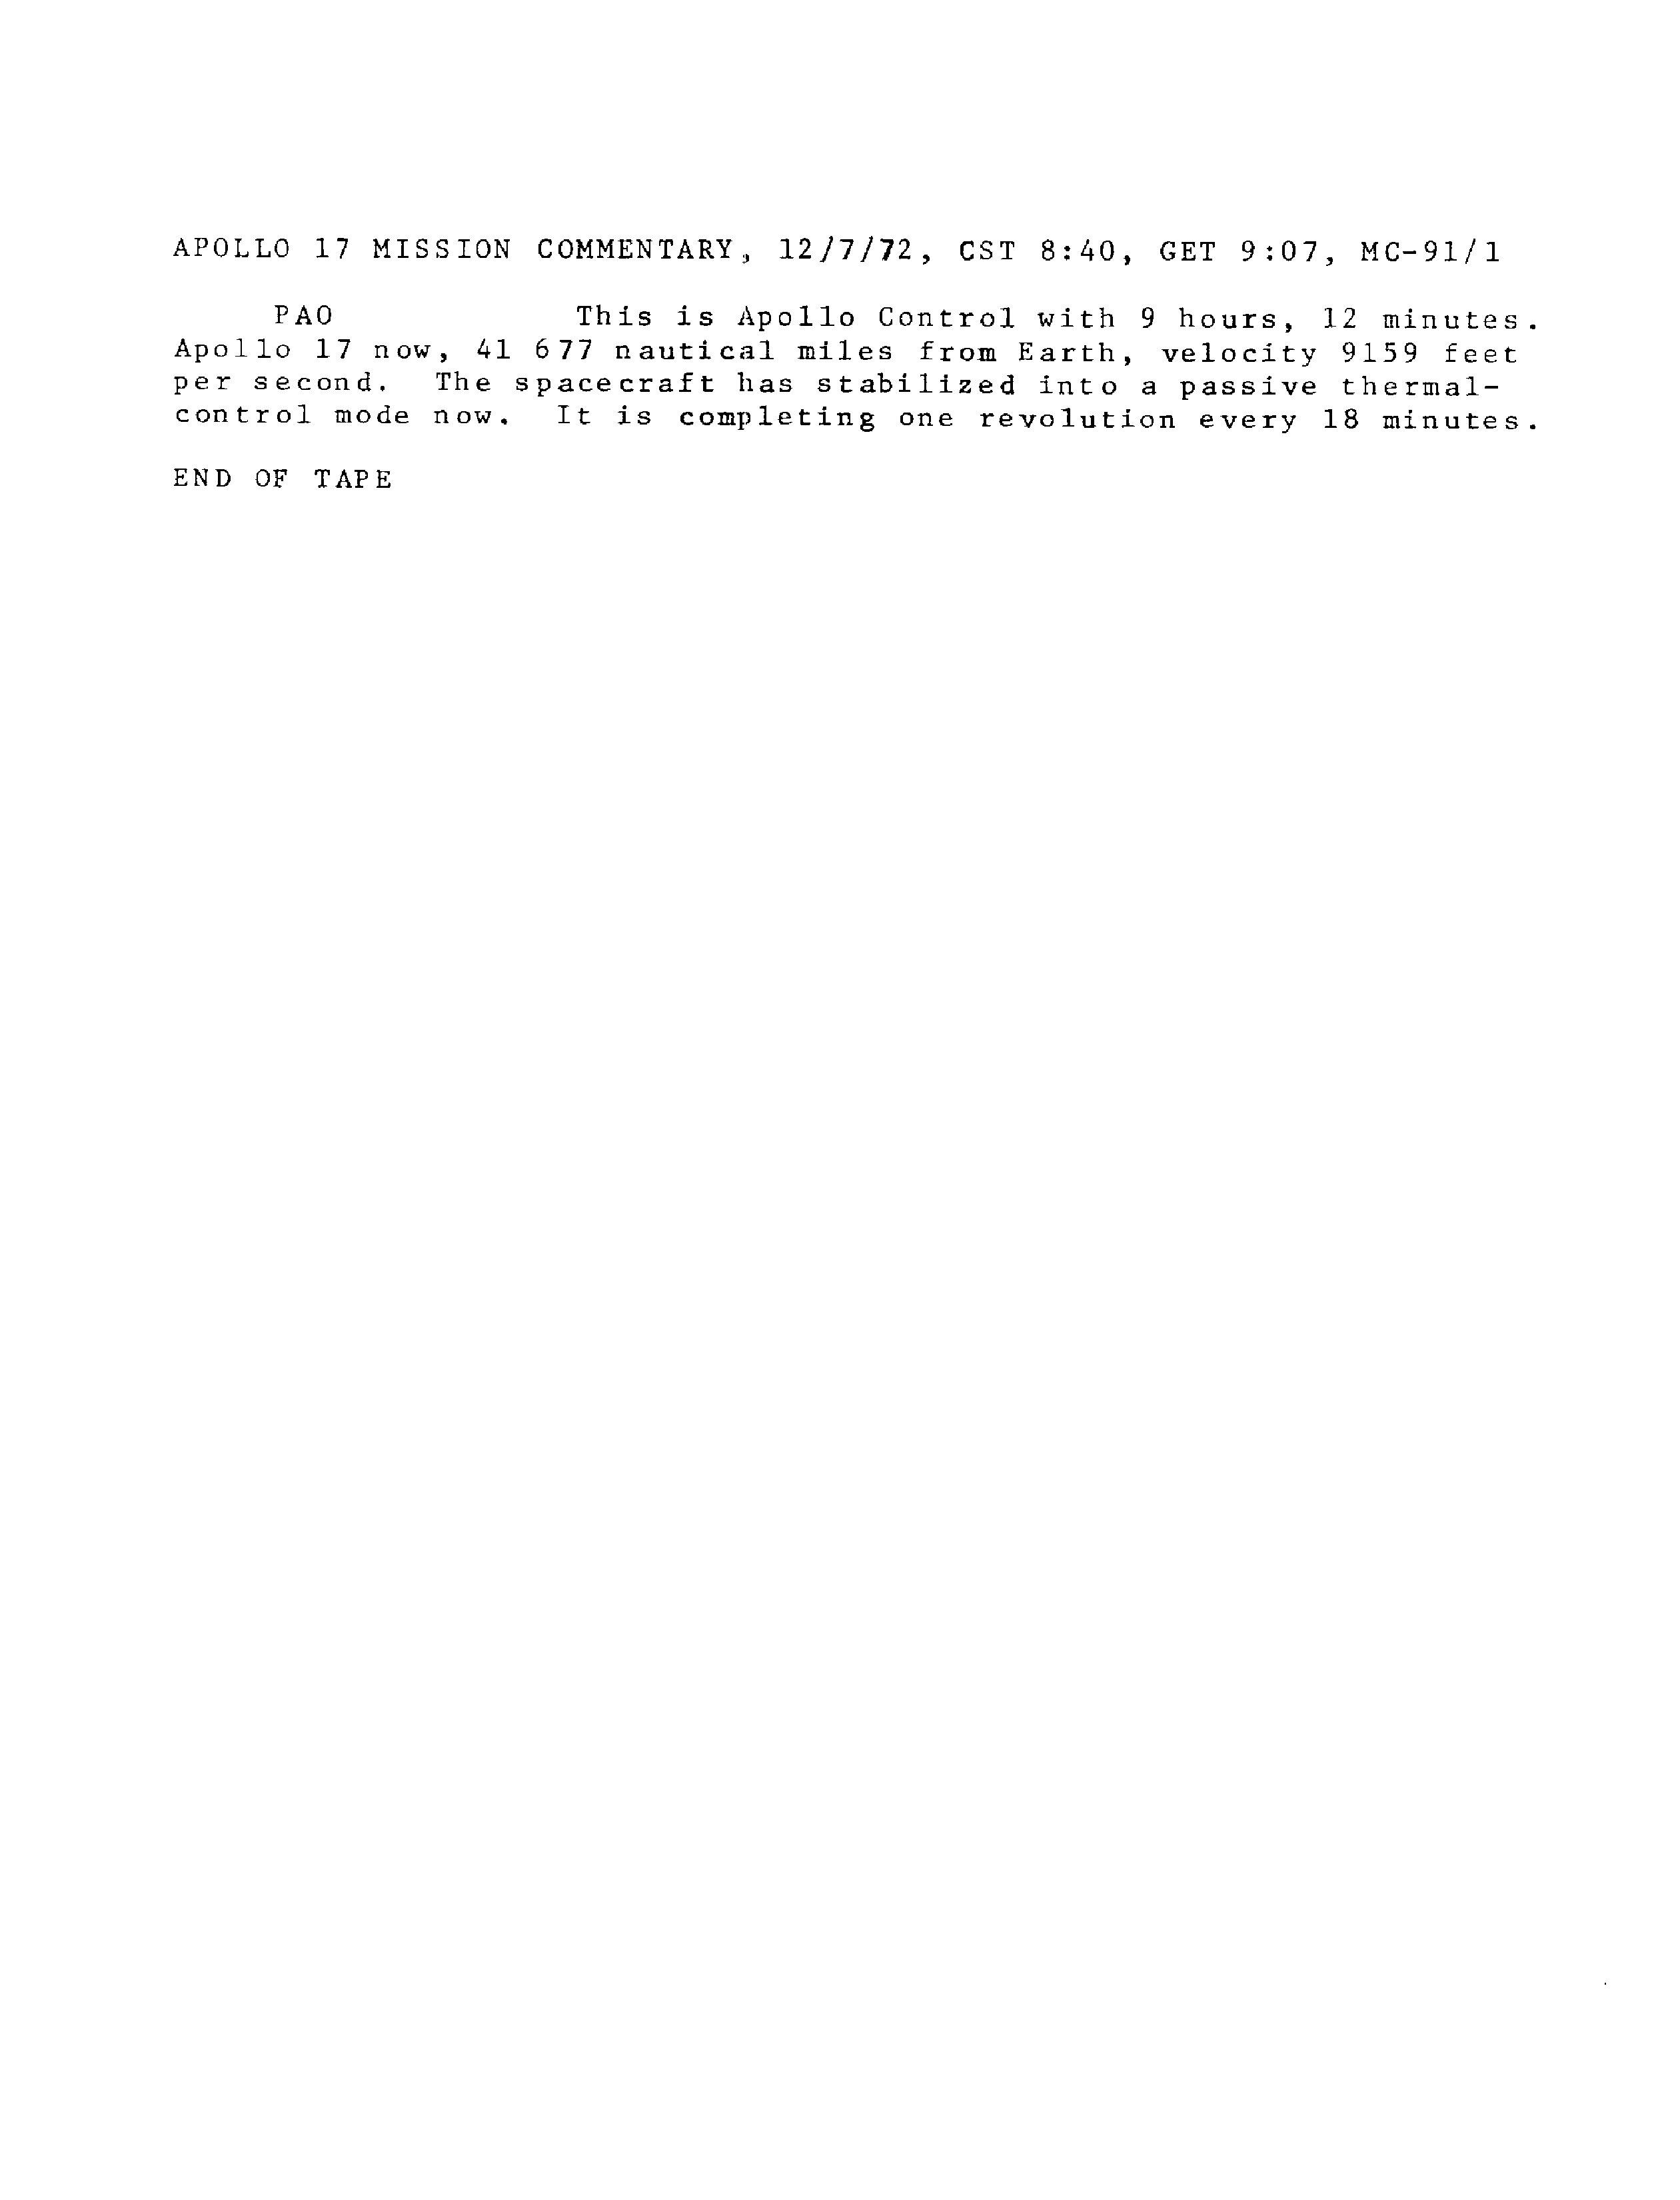 APOLLO 17 MISSION COMMENTARY, 12/7/72, CST 8:40, GET 9:07, MC-91/1
PAO This is Apollo Control with 9 hours, 12 minutes.
Apollo 17 now, 41 677 nautical miles from Earth, velocity 9159 feet
per second. The spacecraft has stabilized into a passive thermal-
control mode now. It is completing one revolution every 18 minutes.
END OF TAPE